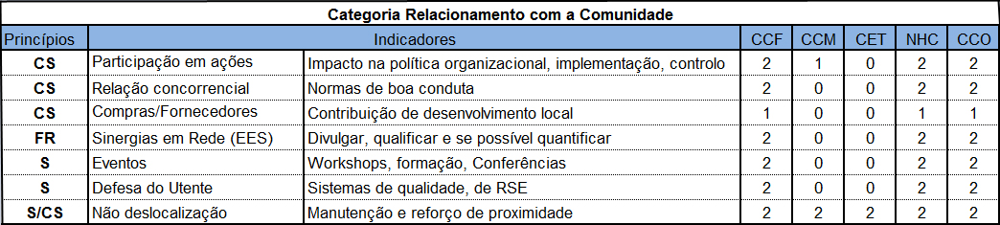 Categoria Relacionamento com a Comunidade
Princípios Indicadores CCF CCM CET NHC CCO
CS Participação em ações Impacto na política organizacional, implementação, controlo 2 1 0 2 2
CS Relação concorrencial Normas de boa conduta 2 0 0 2 2
CS Compras/Fornecedores Contribuição de desenvolvimento local 1 0 0 1 1
FR Sinergias em Rede (EES) Divulgar, qualificar e se possível quantificar 2 0 0 2 2
S Eventos Workshops, formação, Conferências 2 0 0 2 2
S Defesa do Utente Sistemas de qualidade, de RSE 2 0 0 2 2
S/CS Não deslocalização Manutenção e reforço de proximidade 2 2 2 2 2